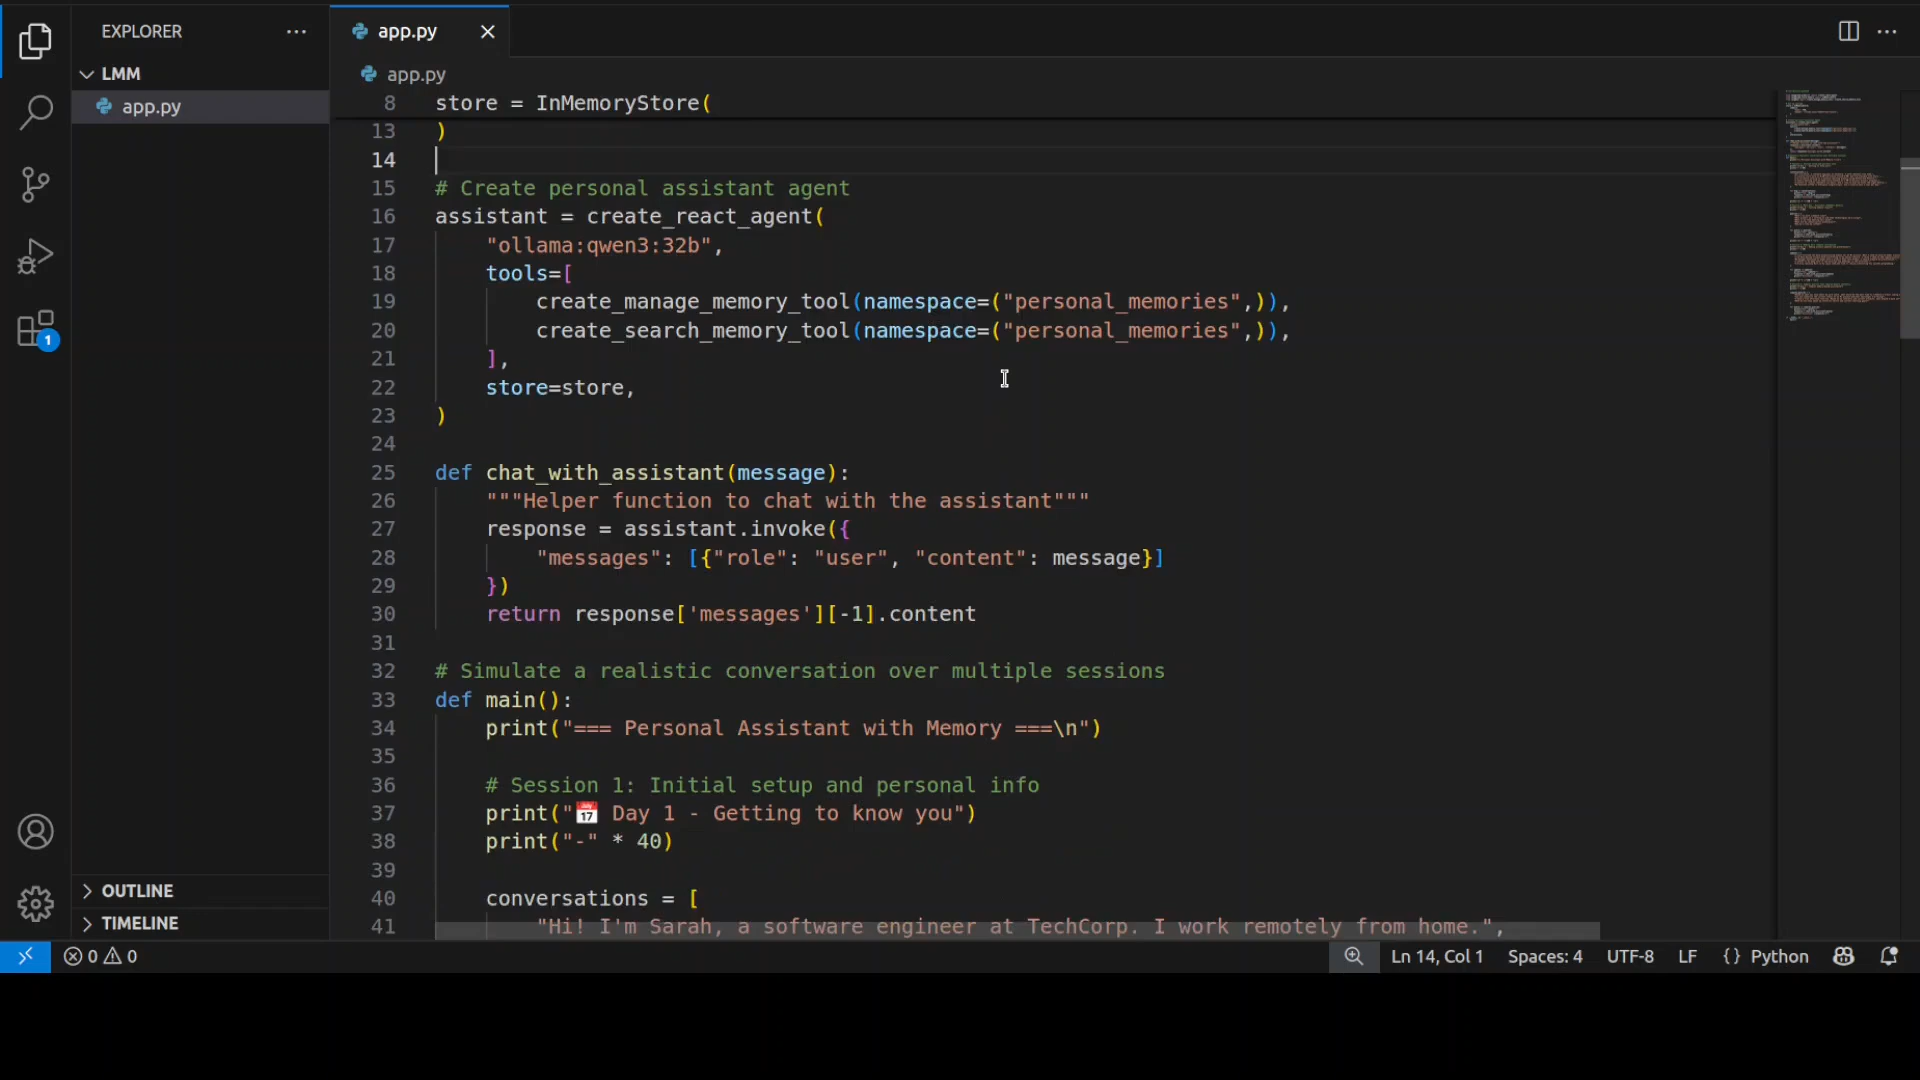 EXPLORER
LMM
app.py
OUTLINE
TIMELINE
1
app.py
app.py
8 store = InMemoryStore(
13 )
14
15 # Create personal assistant agent
16 assistant = create_react_agent(
17 "ollama:qwen3:32b",
18 tools=[
19 create_manage_memory_tool(namespace=("personal_memories",)),
20 create_search_memory_tool(namespace=("personal_memories",)),
21 ],
22 store=store,
23 )
24
25 def chat_with_assistant(message):
26 """Helper function to chat with the assistant"""
27 response = assistant.invoke({
28 "messages": [{"role": "user", "content": message}]
29 })
30 return response['messages'][-1].content
31
32 # Simulate a realistic conversation over multiple sessions
33 def main():
34 print("=== Personal Assistant with Memory ===\n")
35
36 # Session 1: Initial setup and personal info
37 print("📅 Day 1 - Getting to know you")
38 print("-" * 40)
39
40 conversations = [
41 "Hi! I'm Sarah, a software engineer at TechCorp. I work remotely from home.",
0 0
Ln 14, Col 1 Spaces: 4 UTF-8 LF {} Python